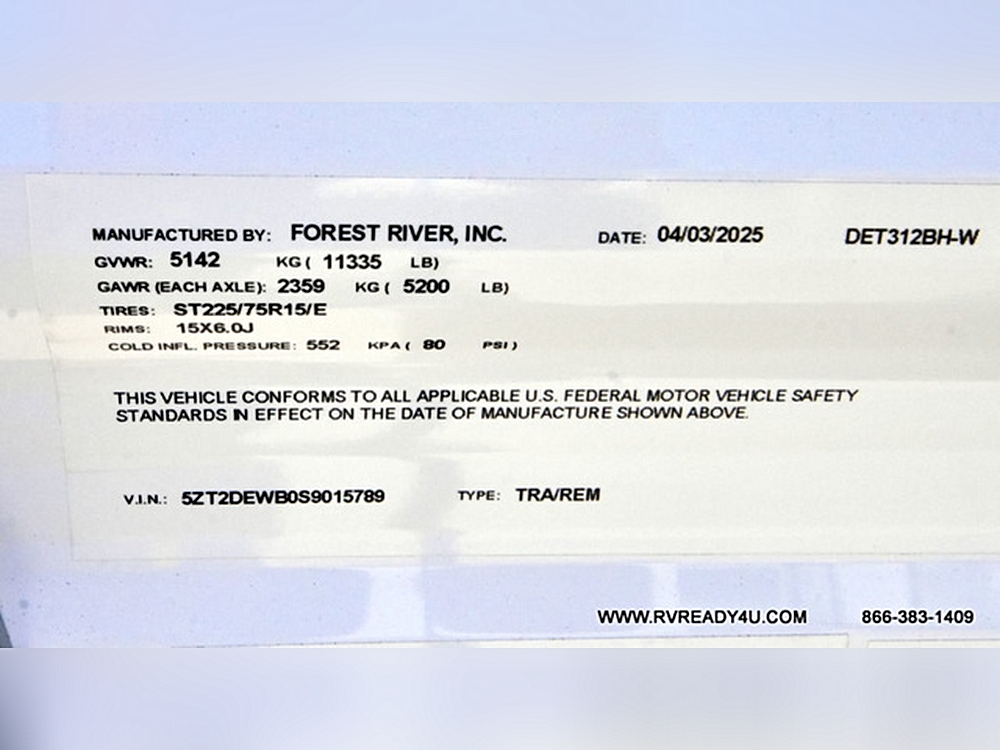 MANUFACTURED BY: FOREST RIVER, INC. DATE: 04/03/2025 DET312BH-W
GVWR: 5142 KG ( 11335 LB)
GAWR (EACH AXLE): 2359 KG ( 5200 LB)
TIRES: ST225/75R15/E
RIMS: 15X6.0J
COLD INFL. PRESSURE: 552 KPA ( 80 PSI )
THIS VEHICLE CONFORMS TO ALL APPLICABLE U.S. FEDERAL MOTOR VEHICLE SAFETY
STANDARDS IN EFFECT ON THE DATE OF MANUFACTURE SHOWN ABOVE.
V.I.N.: 5ZT2DEWB0S9015789 TYPE: TRA/REM
WWW.RVREADY4U.COM 866-383-1409